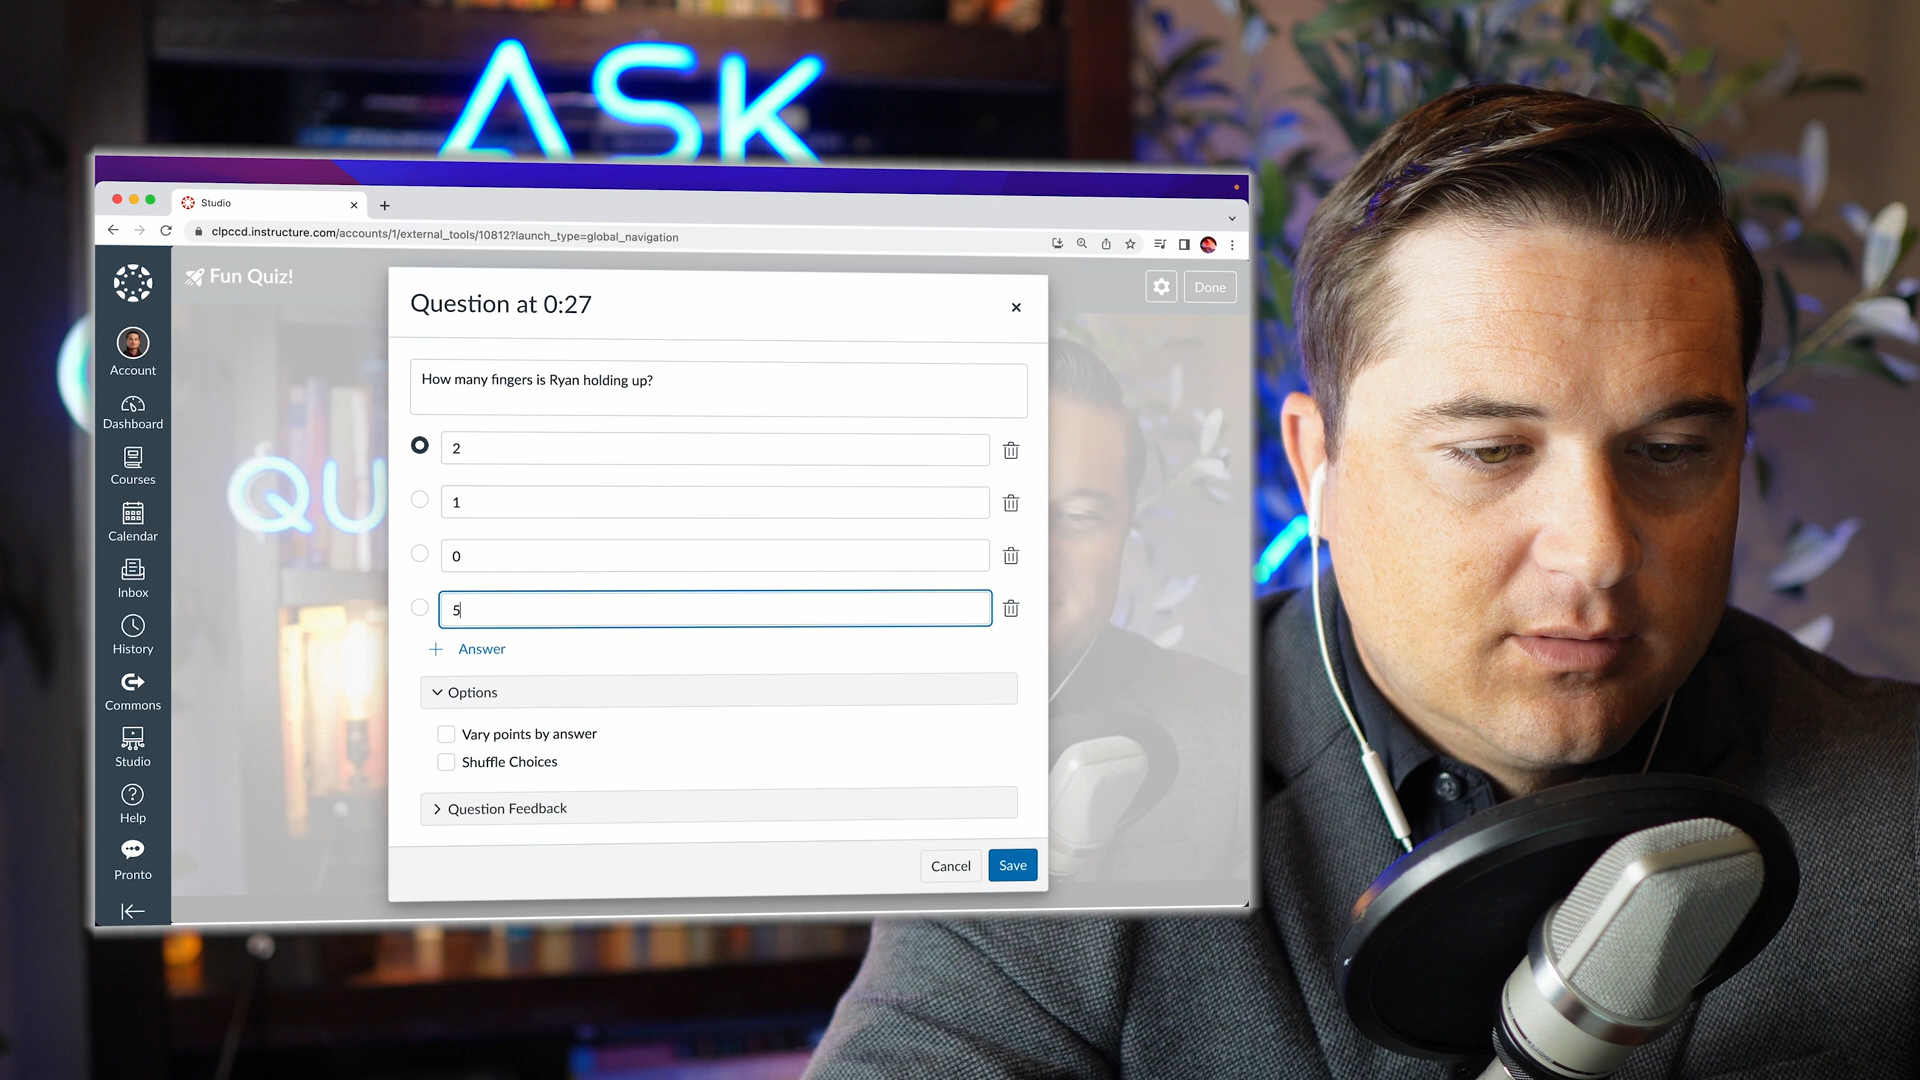 ASK
Studio
clpccd.instructure.com/accounts/1/external_tools/10812?launch_type=global_navigation
Fun Quiz!
Done
Account
Dashboard
Courses
Calendar
Inbox
History
Commons
Studio
Help
Pronto
QU
Question at 0:27
How many fingers is Ryan holding up?
2
1
0
5
Answer
Options
Vary points by answer
Shuffle Choices
Question Feedback
Cancel
Save